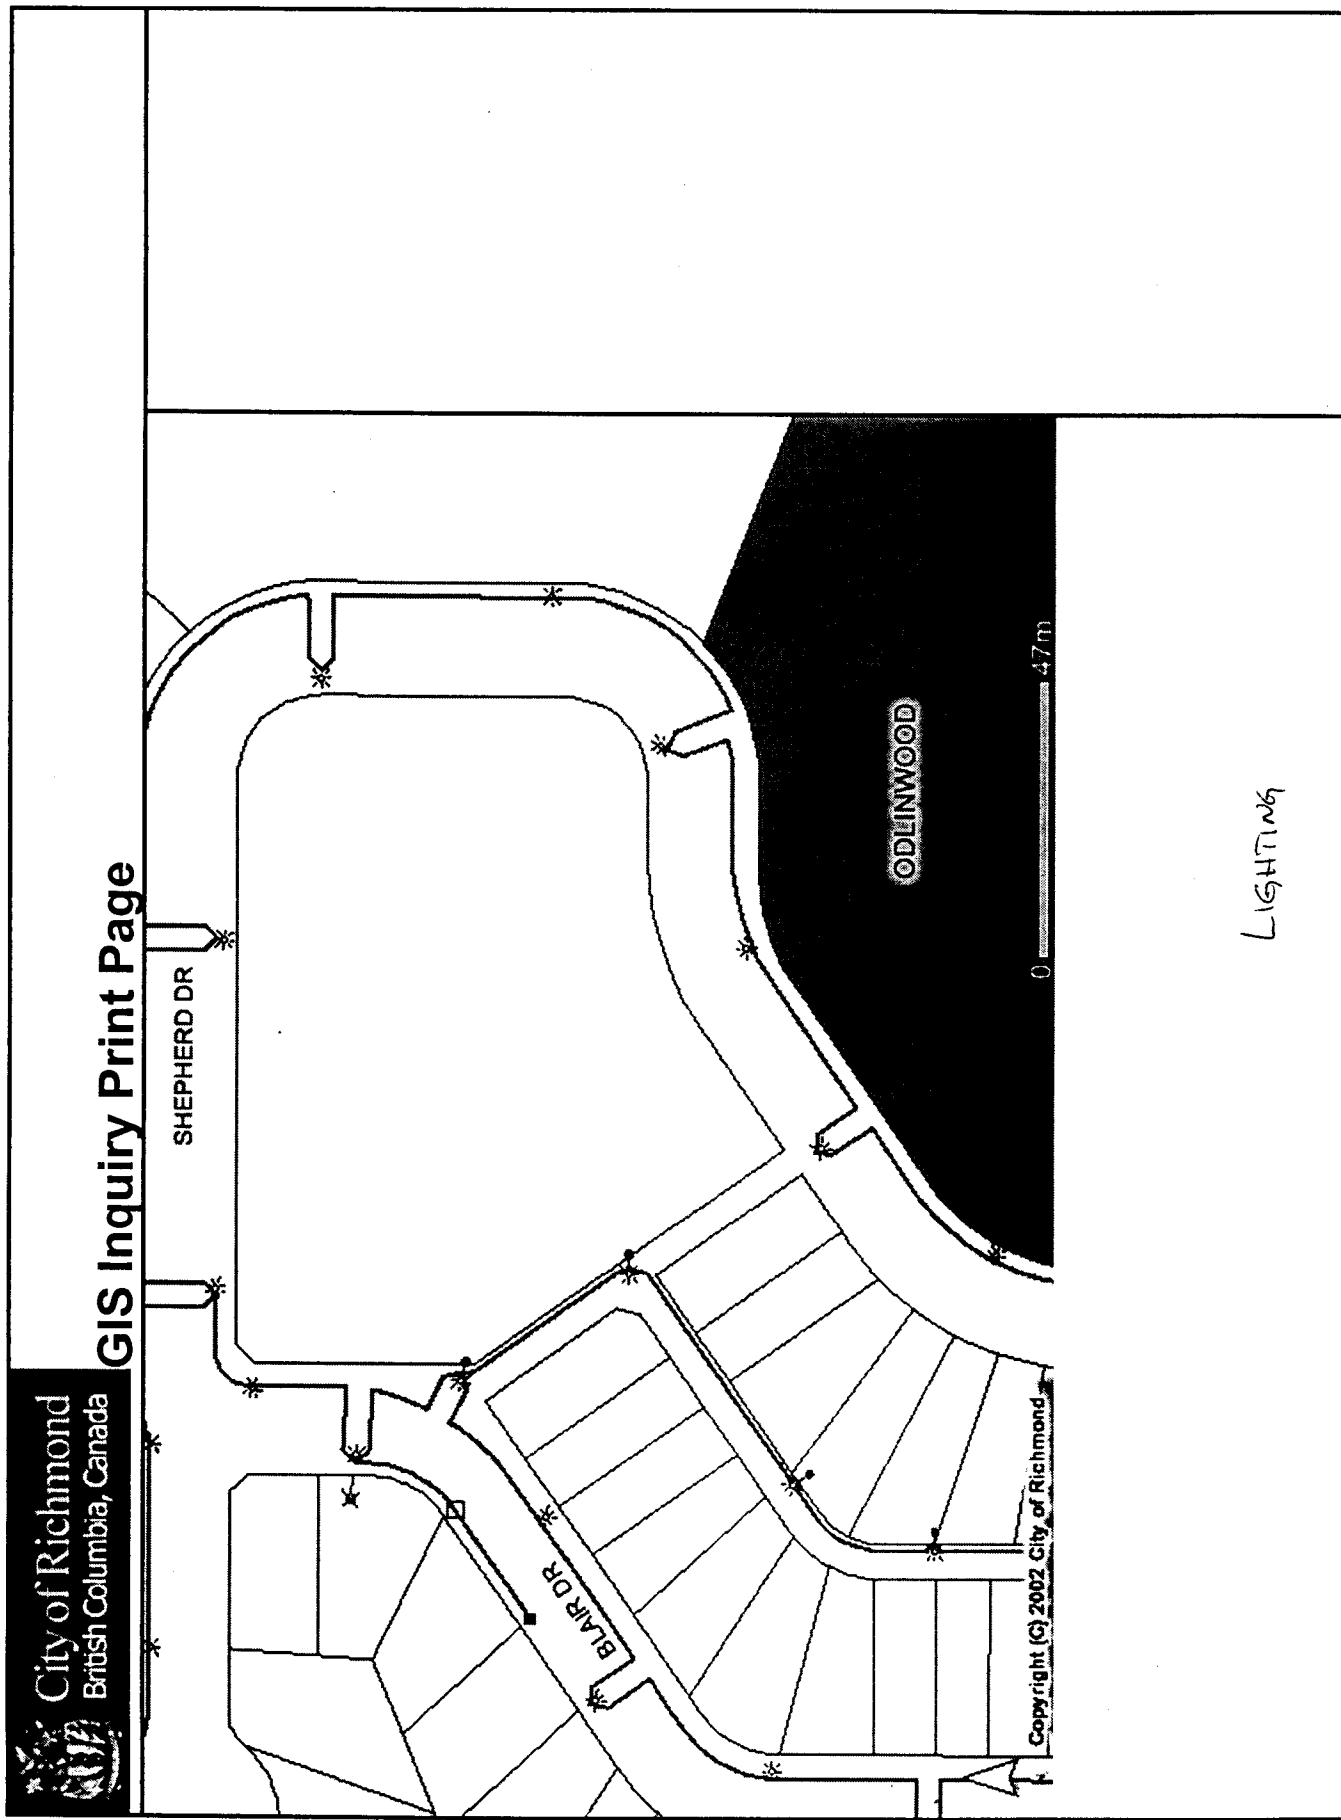 City of Richmond
British Columbia, Canada
GIS Inquiry Print Page
SHEPHERD DR
BLAIR DR
ODLINWOOD
0 47m
Copyright (C) 2002 City of Richmond
LIGHTING